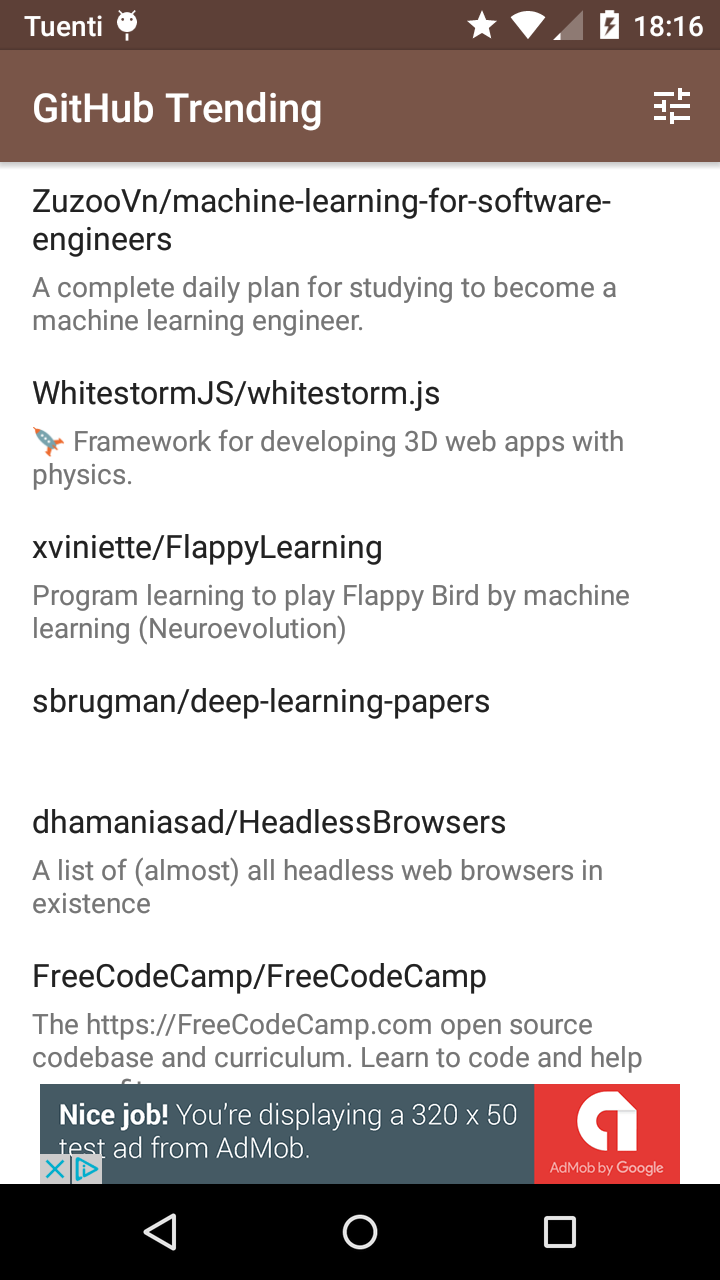 Tuenti
18:16
GitHub Trending
ZuzooVn/machine-learning-for-software-
engineers
A complete daily plan for studying to become a
machine learning engineer.
WhitestormJS/whitestorm.js
🚀 Framework for developing 3D web apps with
physics.
xviniette/FlappyLearning
Program learning to play Flappy Bird by machine
learning (Neuroevolution)
sbrugman/deep-learning-papers
dhamaniasad/HeadlessBrowsers
A list of (almost) all headless web browsers in
existence
FreeCodeCamp/FreeCodeCamp
The https://FreeCodeCamp.com open source
codebase and curriculum. Learn to code and help
Nice job! You're displaying a 320 x 50
test ad from AdMob.
AdMob by Google